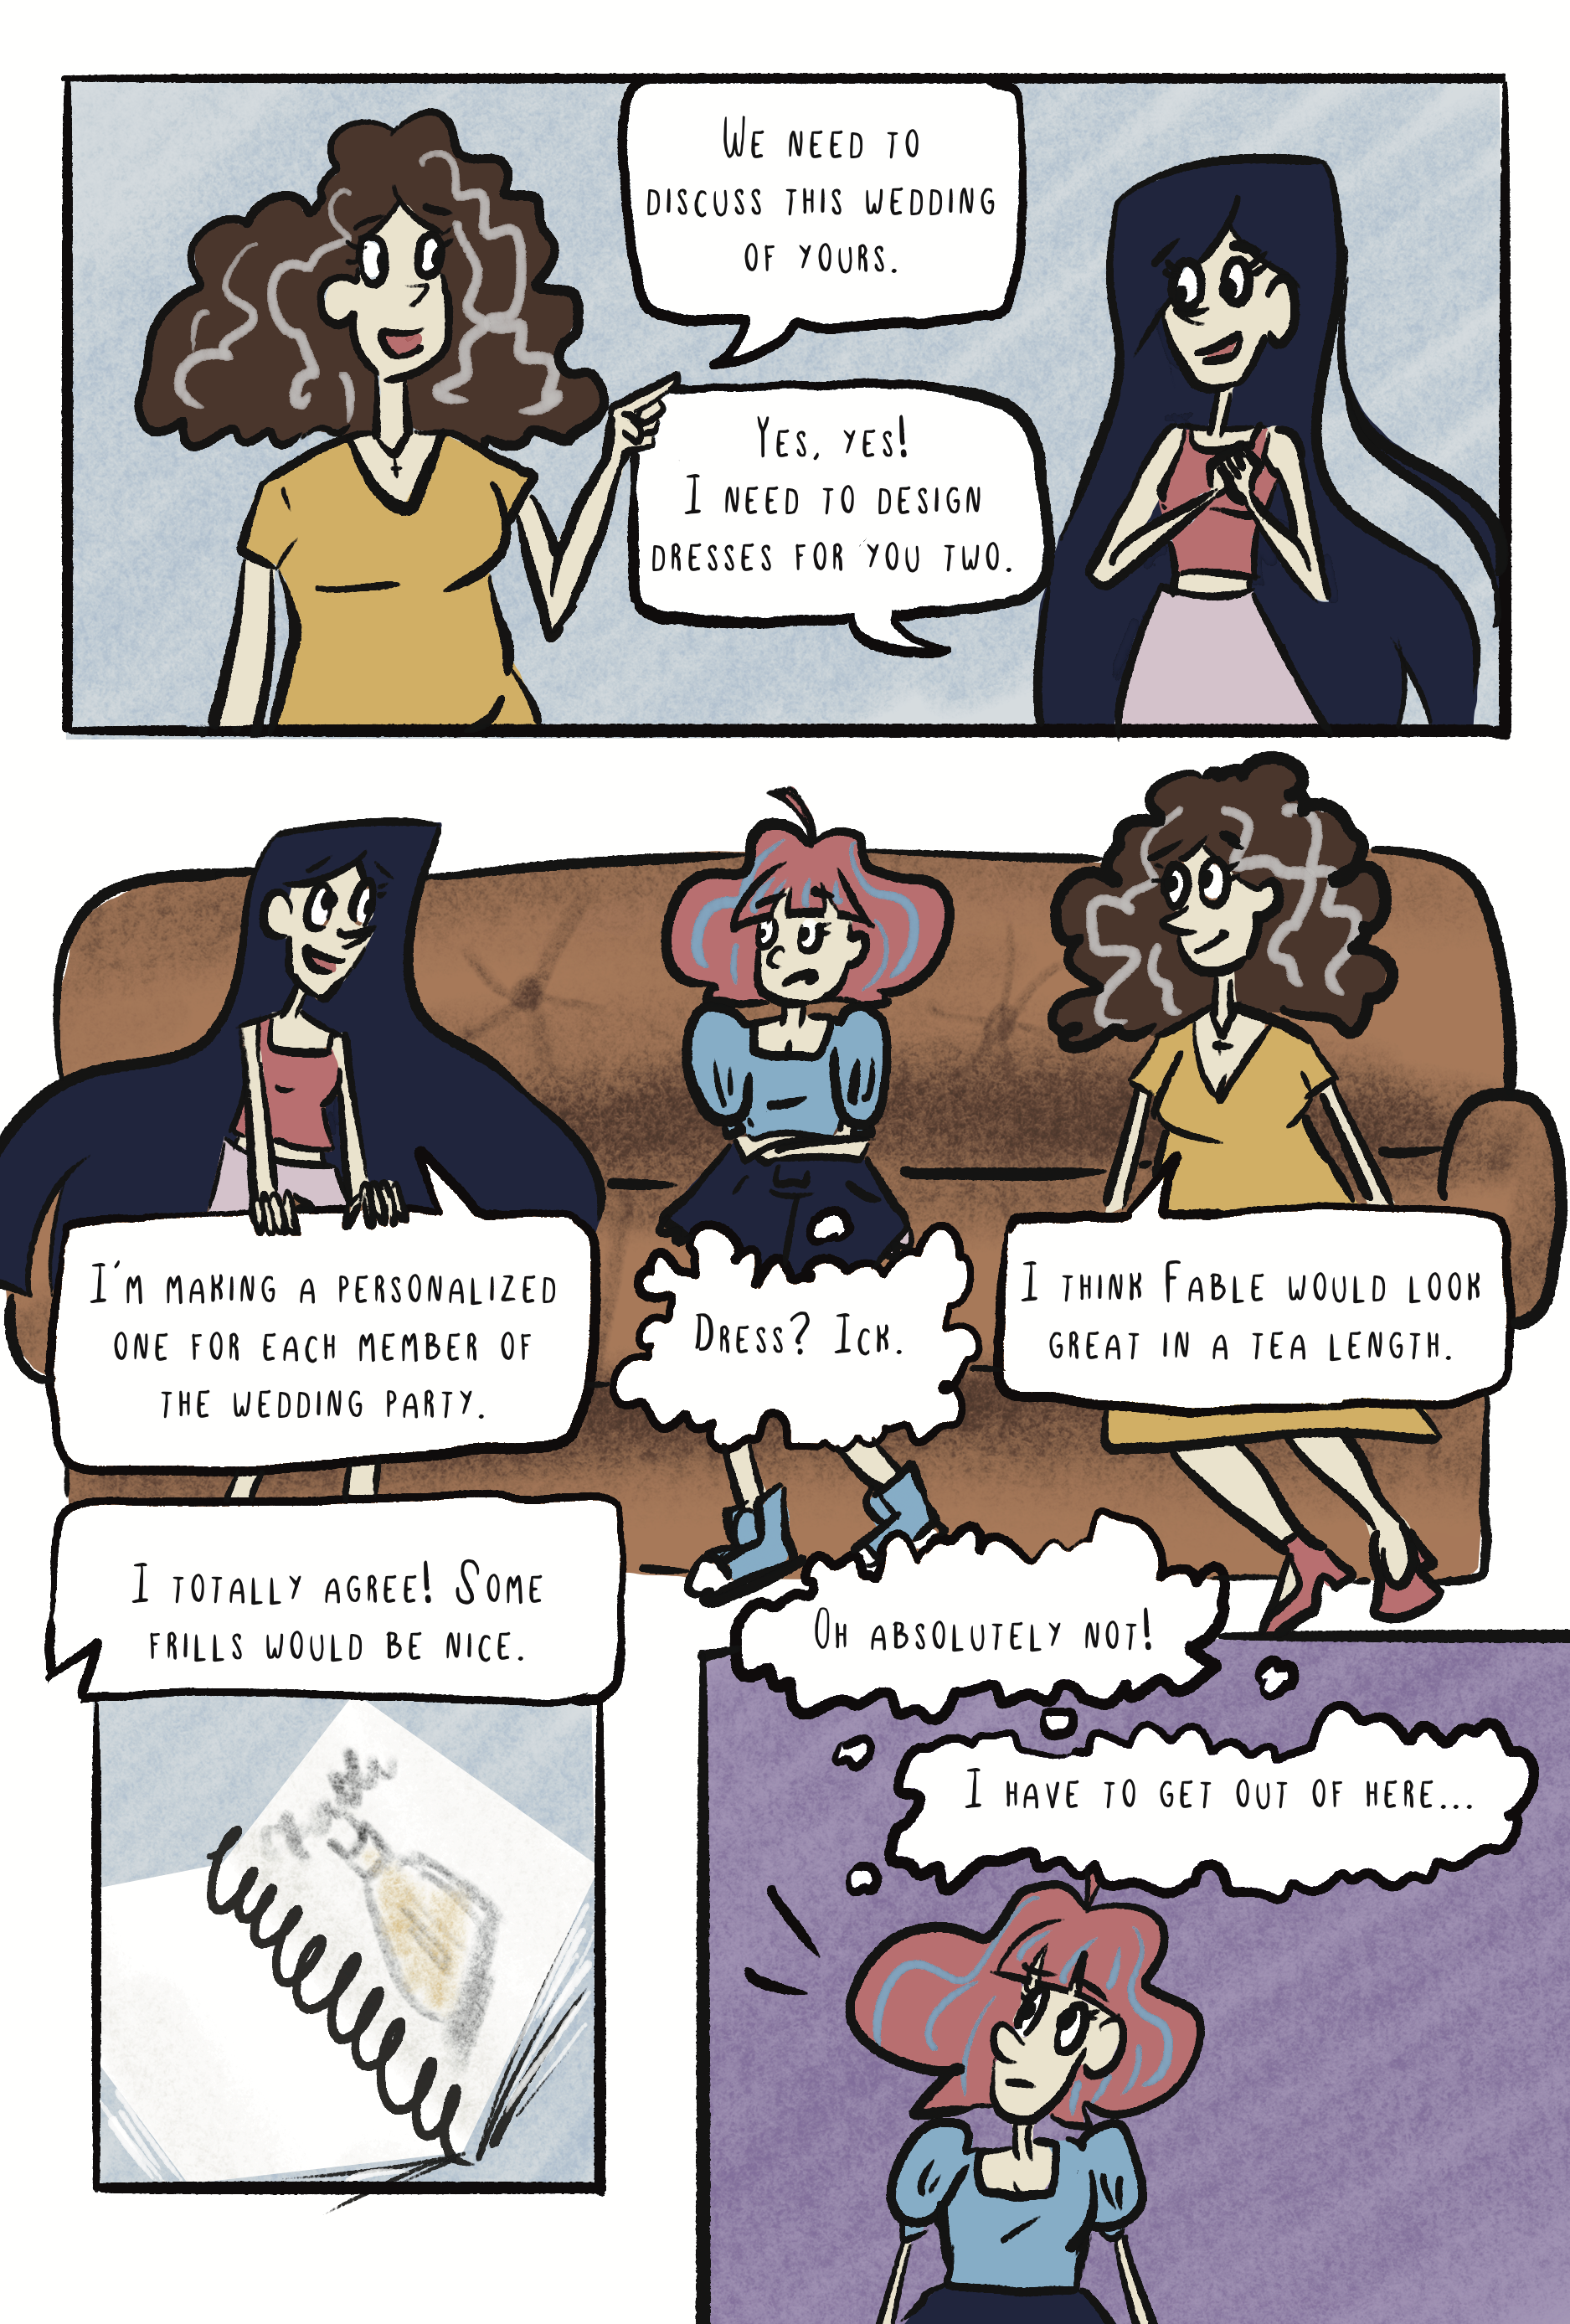 We need to
discuss this wedding
of yours.
Yes, yes!
I need to design
dresses for you two.
I'm making a personalized
one for each member of
the wedding party.
Dress? Ick.
I think Fable would look
great in a tea length.
I totally agree! Some
frills would be nice.
Oh absolutely not!
I have to get out of here...